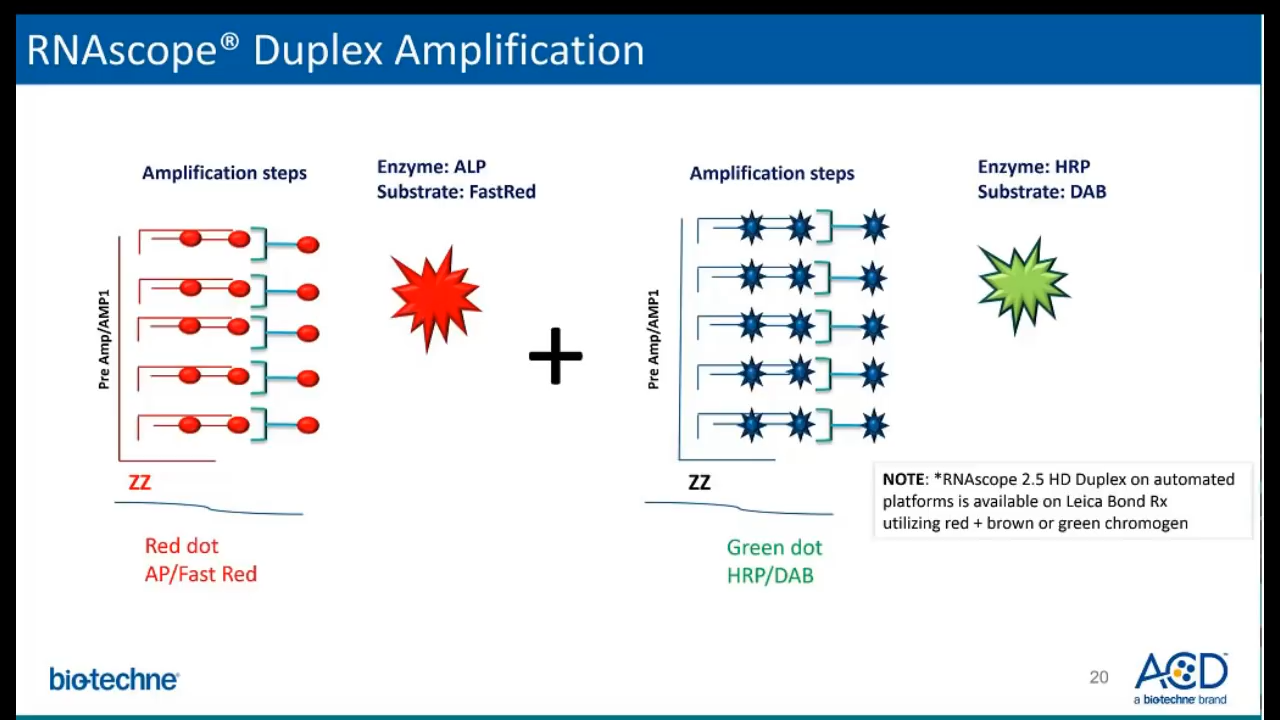 RNAscope® Duplex Amplification
Amplification steps
Enzyme: ALP
Substrate: FastRed
Pre Amp/AMP1
ZZ
Red dot
AP/Fast Red
Amplification steps
Enzyme: HRP
Substrate: DAB
Pre Amp/AMP1
ZZ
Green dot
HRP/DAB
NOTE: *RNAscope 2.5 HD Duplex on automated
platforms is available on Leica Bond Rx
utilizing red + brown or green chromogen
bio-techne®
20
ACD™
a biotechne brand